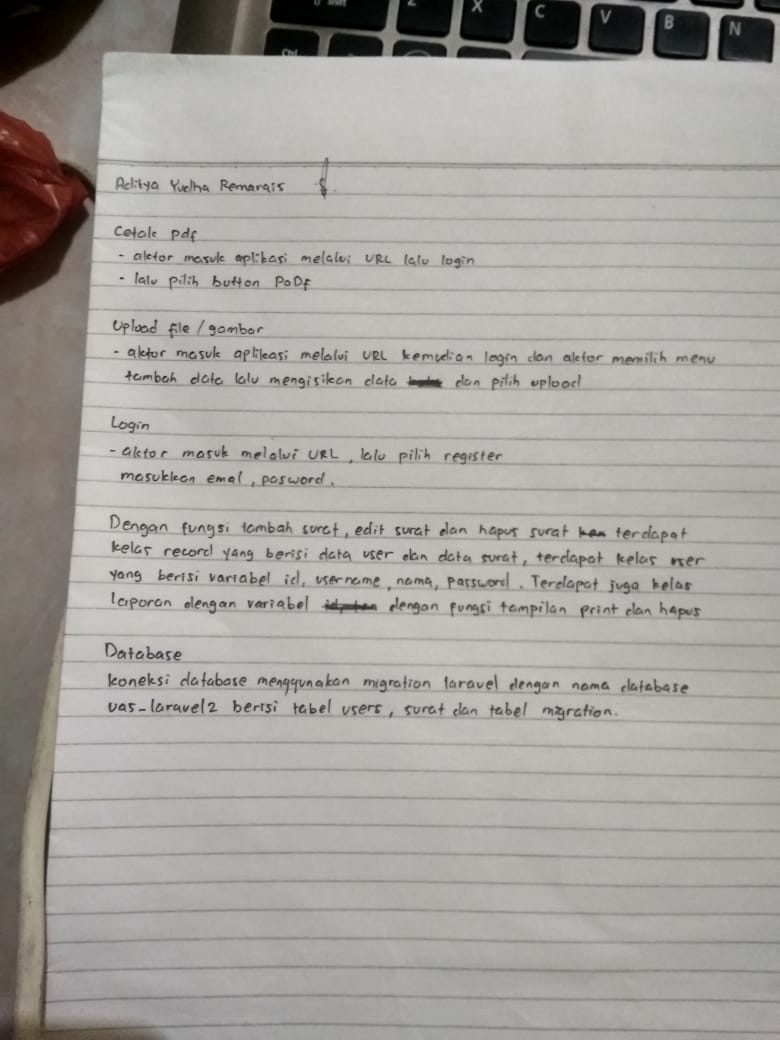 Shift Z X C V B N
Ctrl
Aditya Yudha Remarais
Cetak pdf
- aktor masuk aplikasi melalui URL lalu login
- lalu pilih button PoDf
Upload file / gambar
- aktor masuk aplikasi melalui URL kemudian login dan aktor memilih menu
tambah data lalu mengisikan data dan pilih upload
Login
- aktor masuk melalui URL, lalu pilih register
masukkan emal, pasword.
Dengan fungsi tambah surat, edit surat dan hapus surat terdapat
kelas record yang berisi data user dan data surat, terdapat kelas user
yang berisi variabel id, username, nama, password. Terdapat juga kelas
laporan dengan variabel dengan fungsi tampilan print dan hapus
Database
koneksi database menggunakan migration laravel dengan nama database
uas_laravel2 berisi tabel users, surat dan tabel migration.